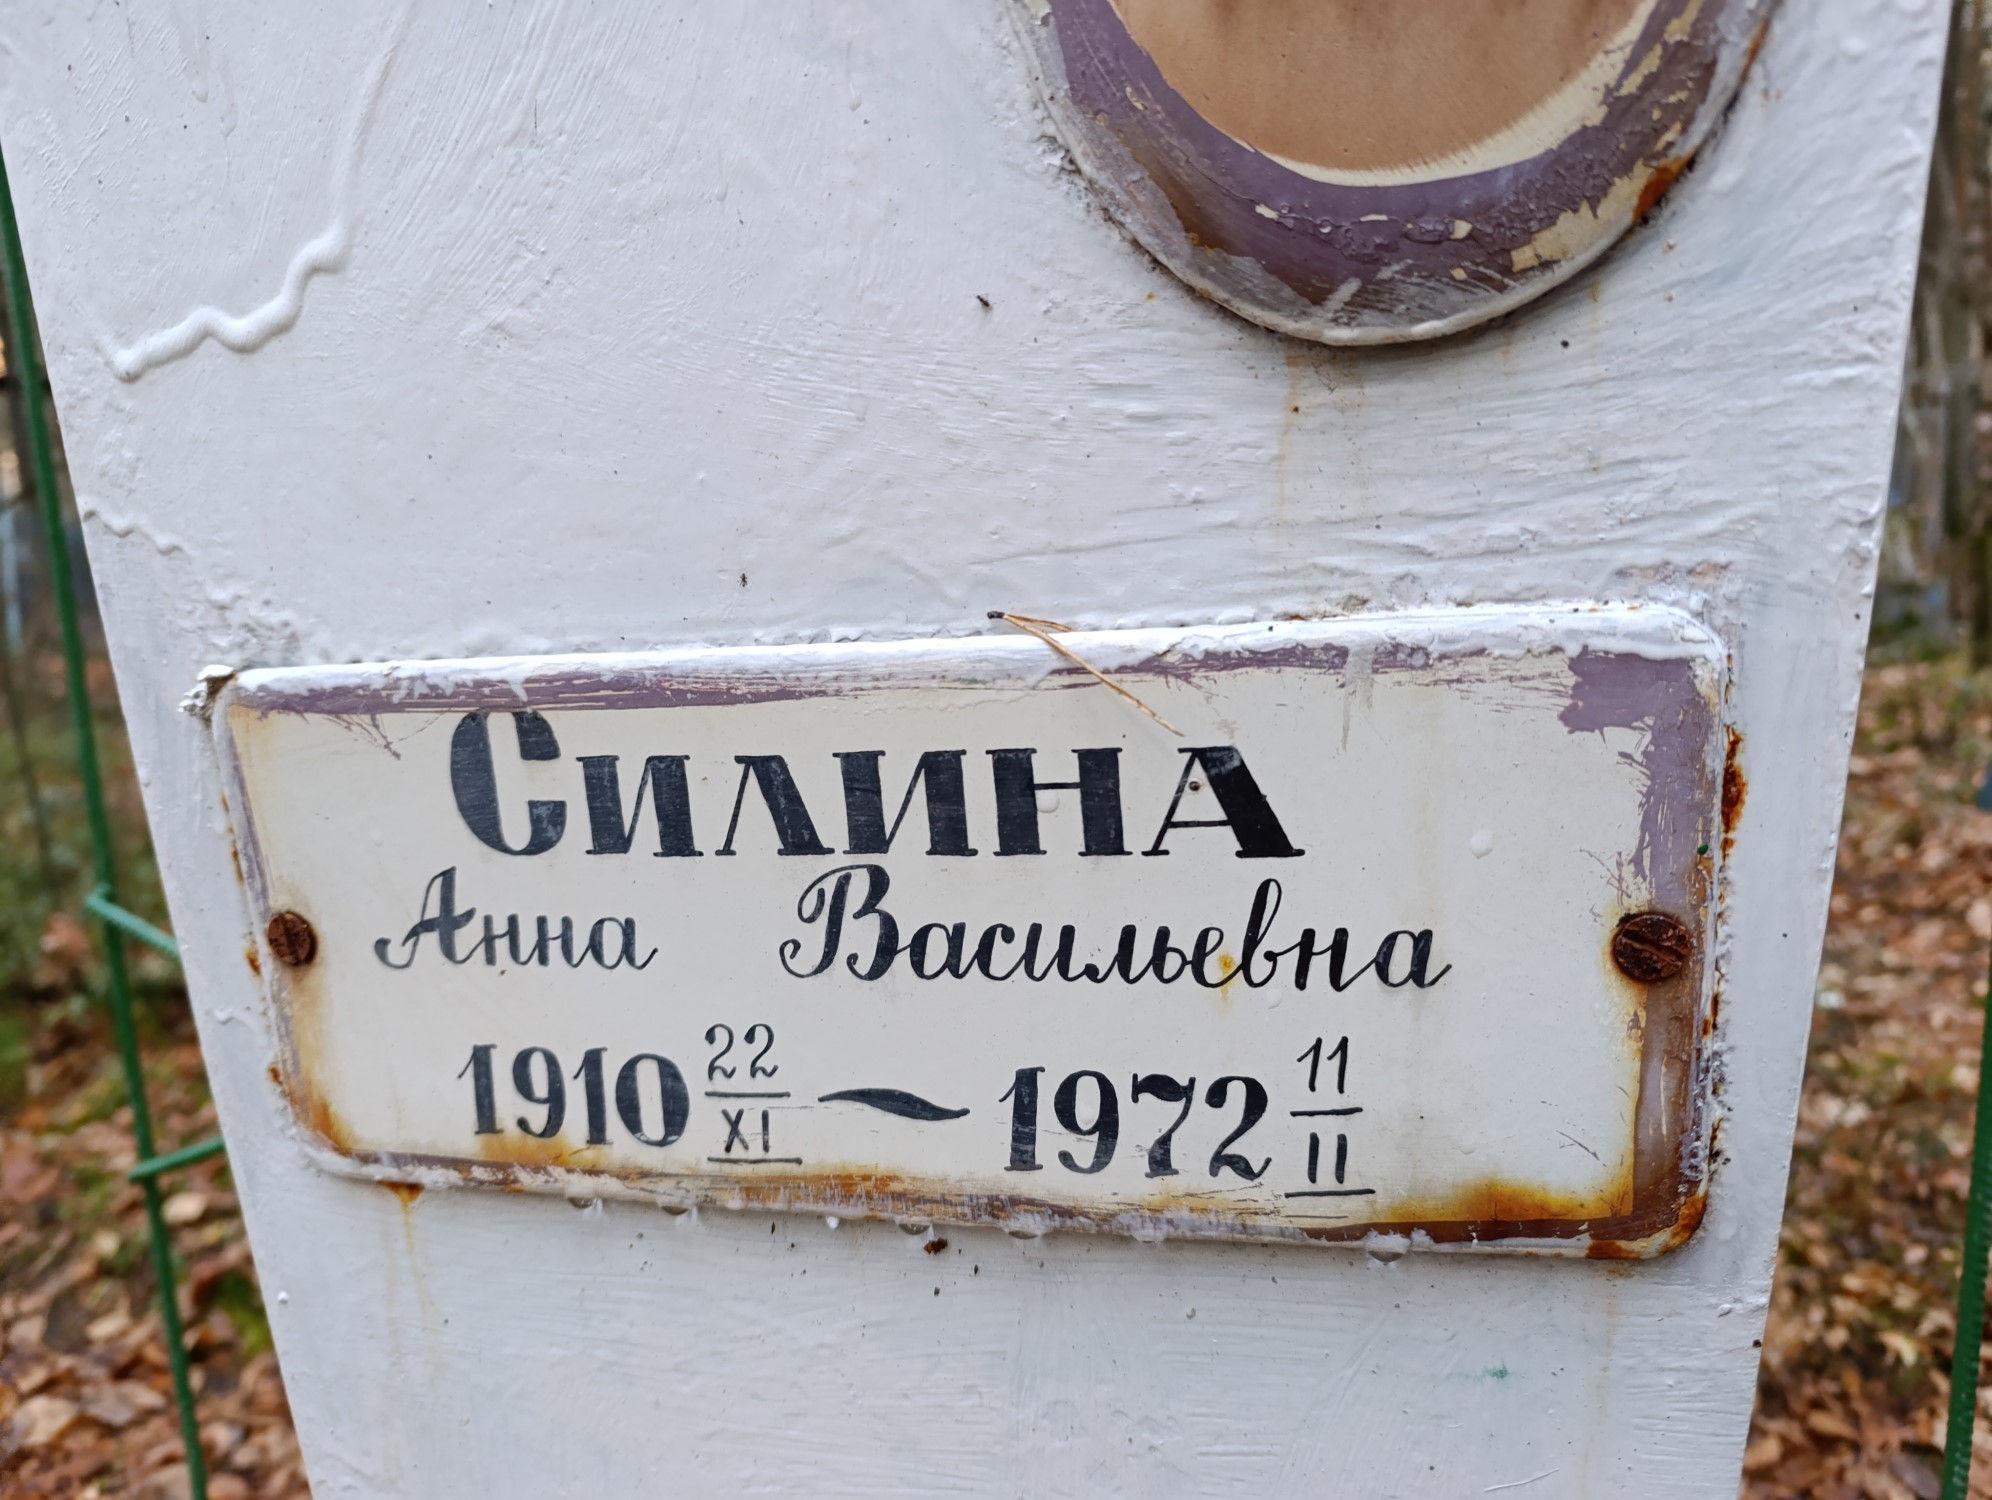 Силина
Анна Васильевна
1910 22/XI ~ 1972 11/II